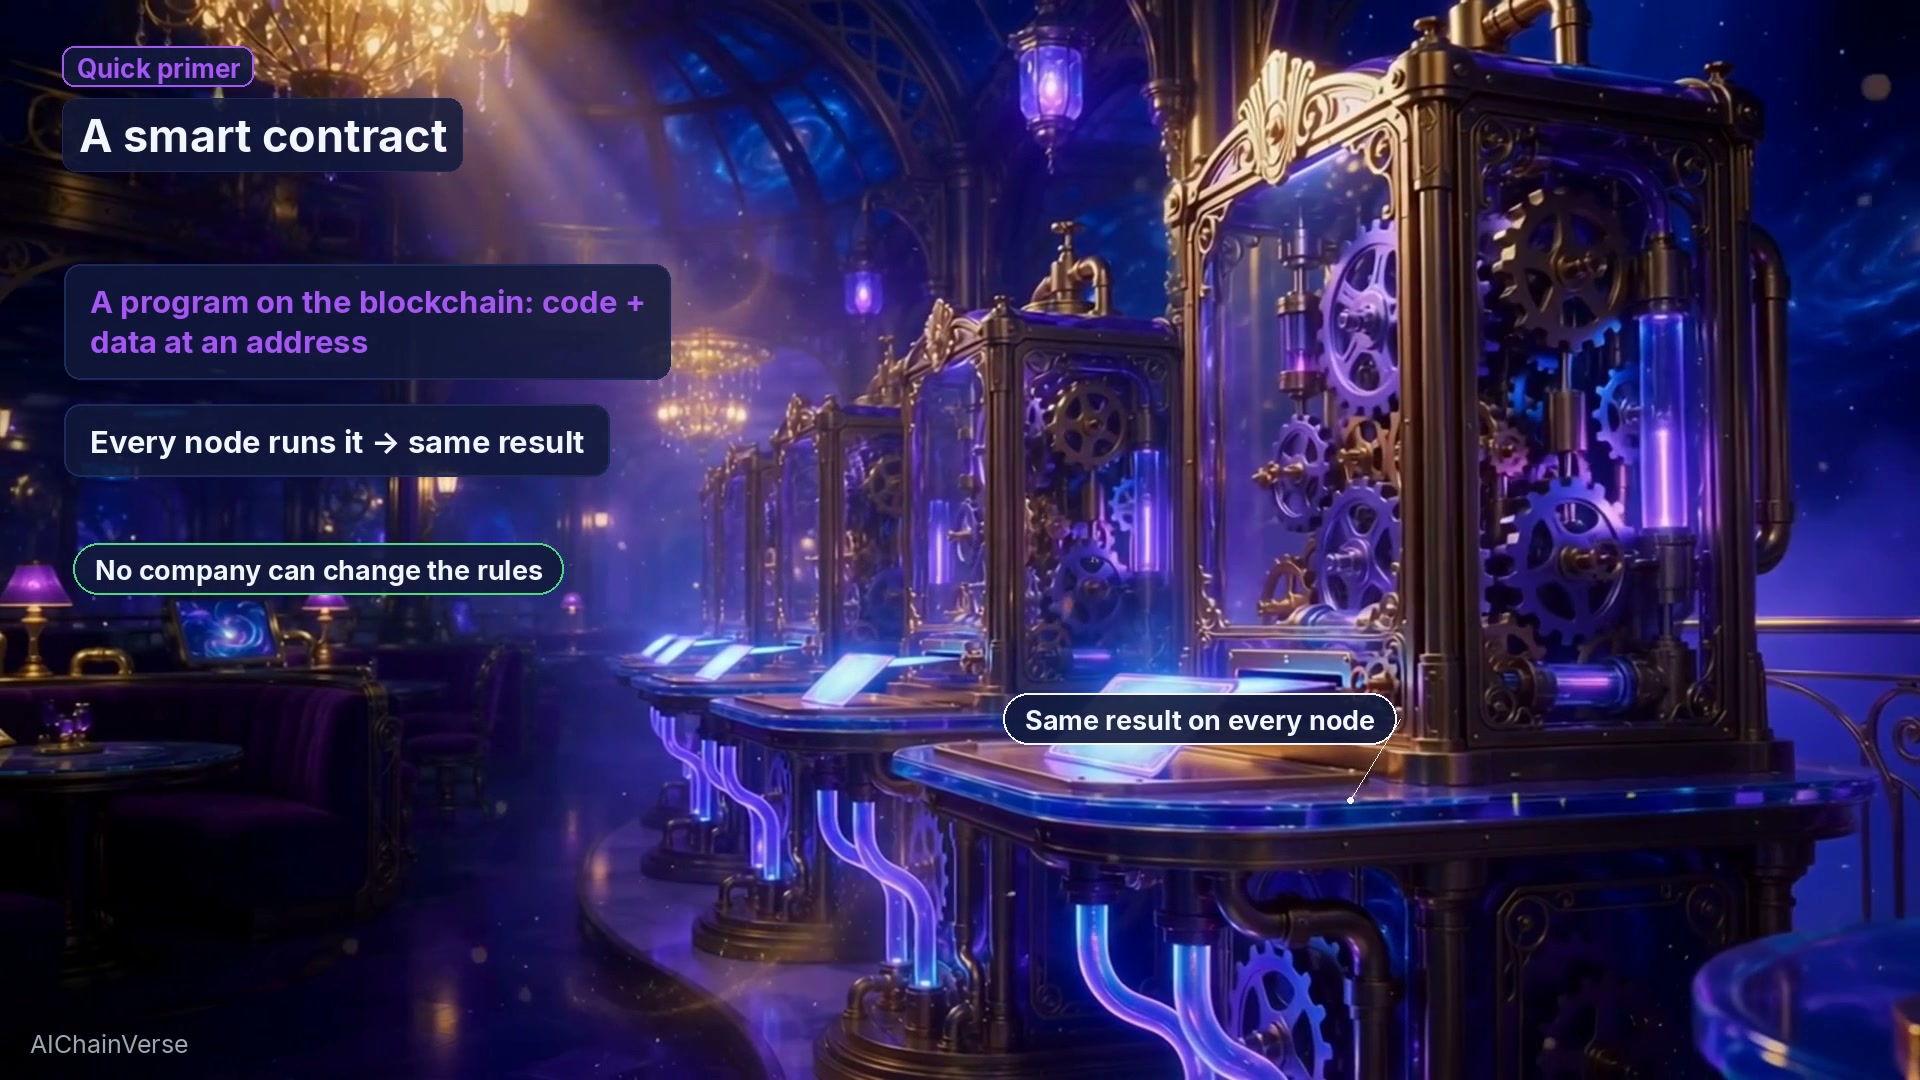 Quick primer
A smart contract
A program on the blockchain: code +
data at an address
Every node runs it → same result
No company can change the rules
Same result on every node
AIChainVerse